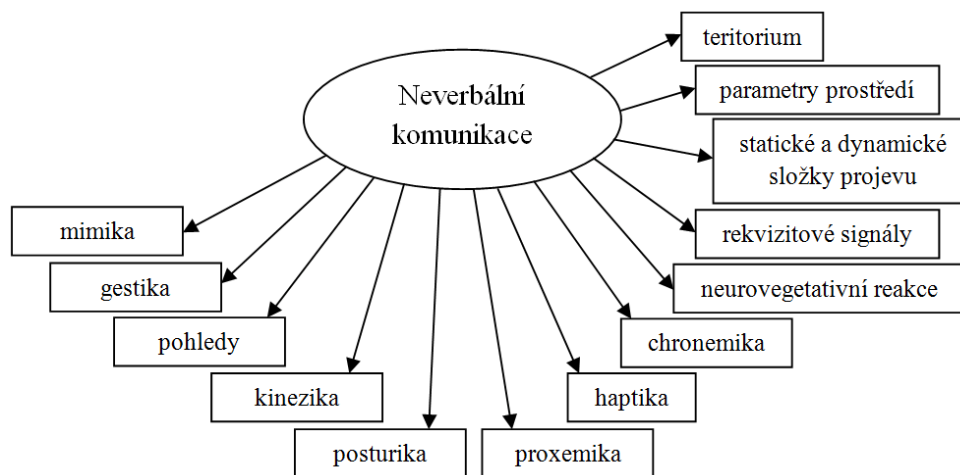 Neverbální
komunikace
teritorium
parametry prostředí
statické a dynamické
složky projevu
rekvizitové signály
neurovegetativní reakce
chronemika
haptika
proxemika
posturika
kinezika
pohledy
gestika
mimika